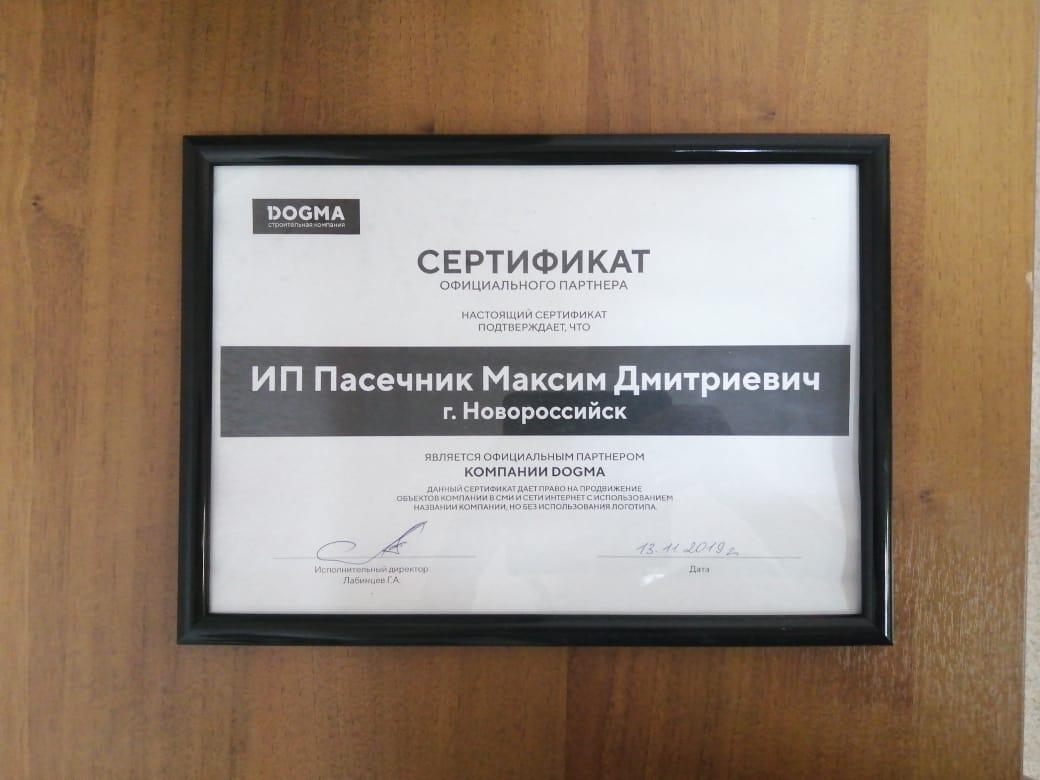 DOGMA
строительная компания
СЕРТИФИКАТ
ОФИЦИАЛЬНОГО ПАРТНЕРА
НАСТОЯЩИЙ СЕРТИФИКАТ
ПОДТВЕРЖДАЕТ, ЧТО
ИП Пасечник Максим Дмитриевич
г. Новороссийск
ЯВЛЯЕТСЯ ОФИЦИАЛЬНЫМ ПАРТНЕРОМ
КОМПАНИИ DOGMA
ДАННЫЙ СЕРТИФИКАТ ДАЕТ ПРАВО НА ПРОДВИЖЕНИЕ
ОБЪЕКТОВ КОМПАНИИ В СМИ И СЕТИ ИНТЕРНЕТ С ИСПОЛЬЗОВАНИЕМ
НАЗВАНИИ КОМПАНИИ, НО БЕЗ ИСПОЛЬЗОВАНИЯ ЛОГОТИПА.
13.11.2019 г.
Исполнительный директор
Лабинцев Г.А.
Дата